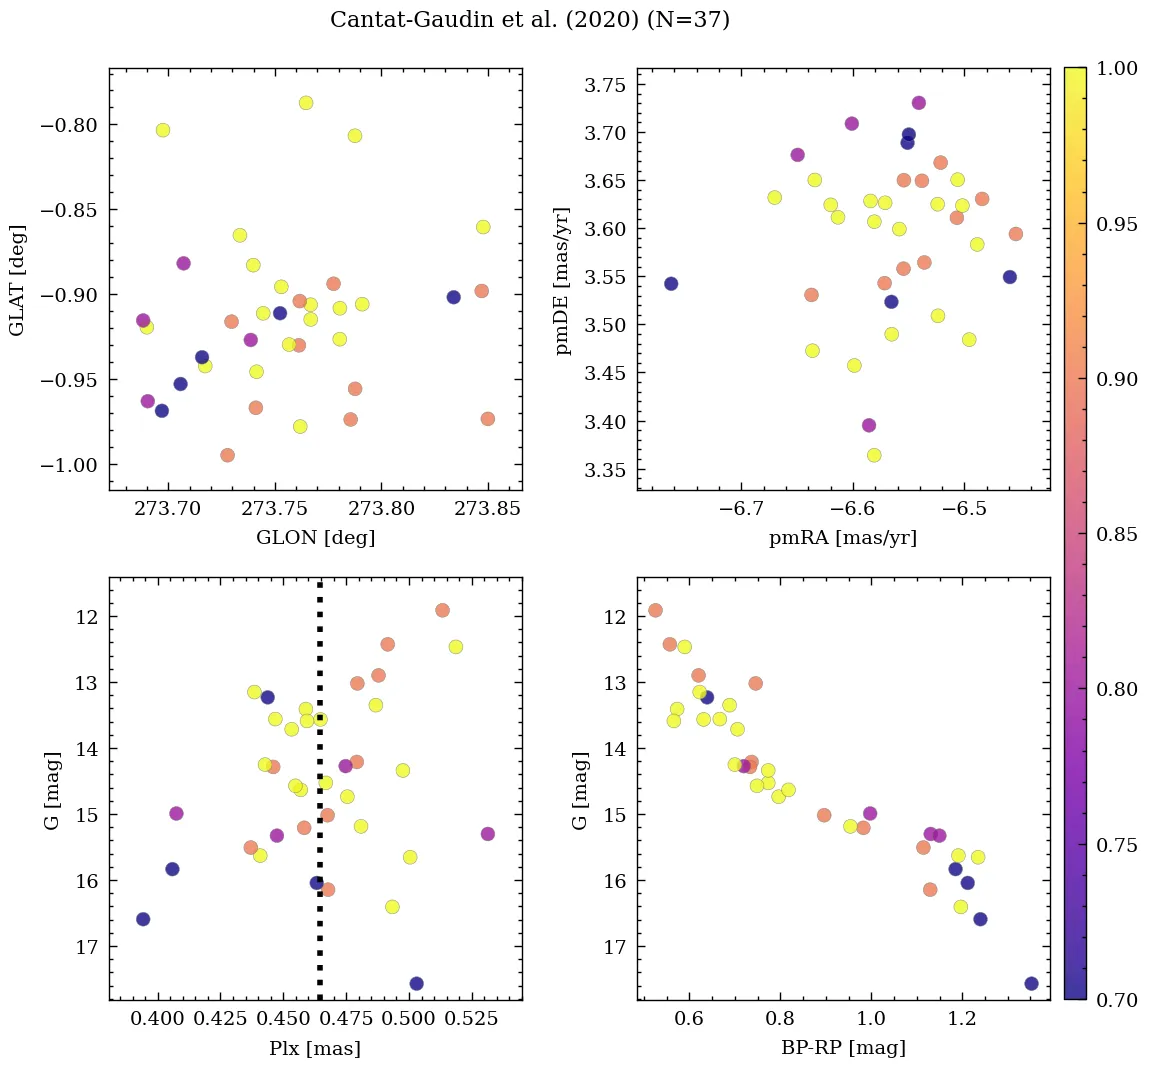 Cantat-Gaudin et al. (2020) (N=37)
−0.80
−0.85
−0.90
−0.95
−1.00
GLAT [deg]
273.70 273.75 273.80 273.85
GLON [deg]
3.75
3.70
3.65
3.60
3.55
3.50
3.45
3.40
3.35
pmDE [mas/yr]
−6.7 −6.6 −6.5
pmRA [mas/yr]
12
13
14
15
16
17
G [mag]
0.400 0.425 0.450 0.475 0.500 0.525
Plx [mas]
12
13
14
15
16
17
G [mag]
0.6 0.8 1.0 1.2
BP-RP [mag]
1.00
0.95
0.90
0.85
0.80
0.75
0.70